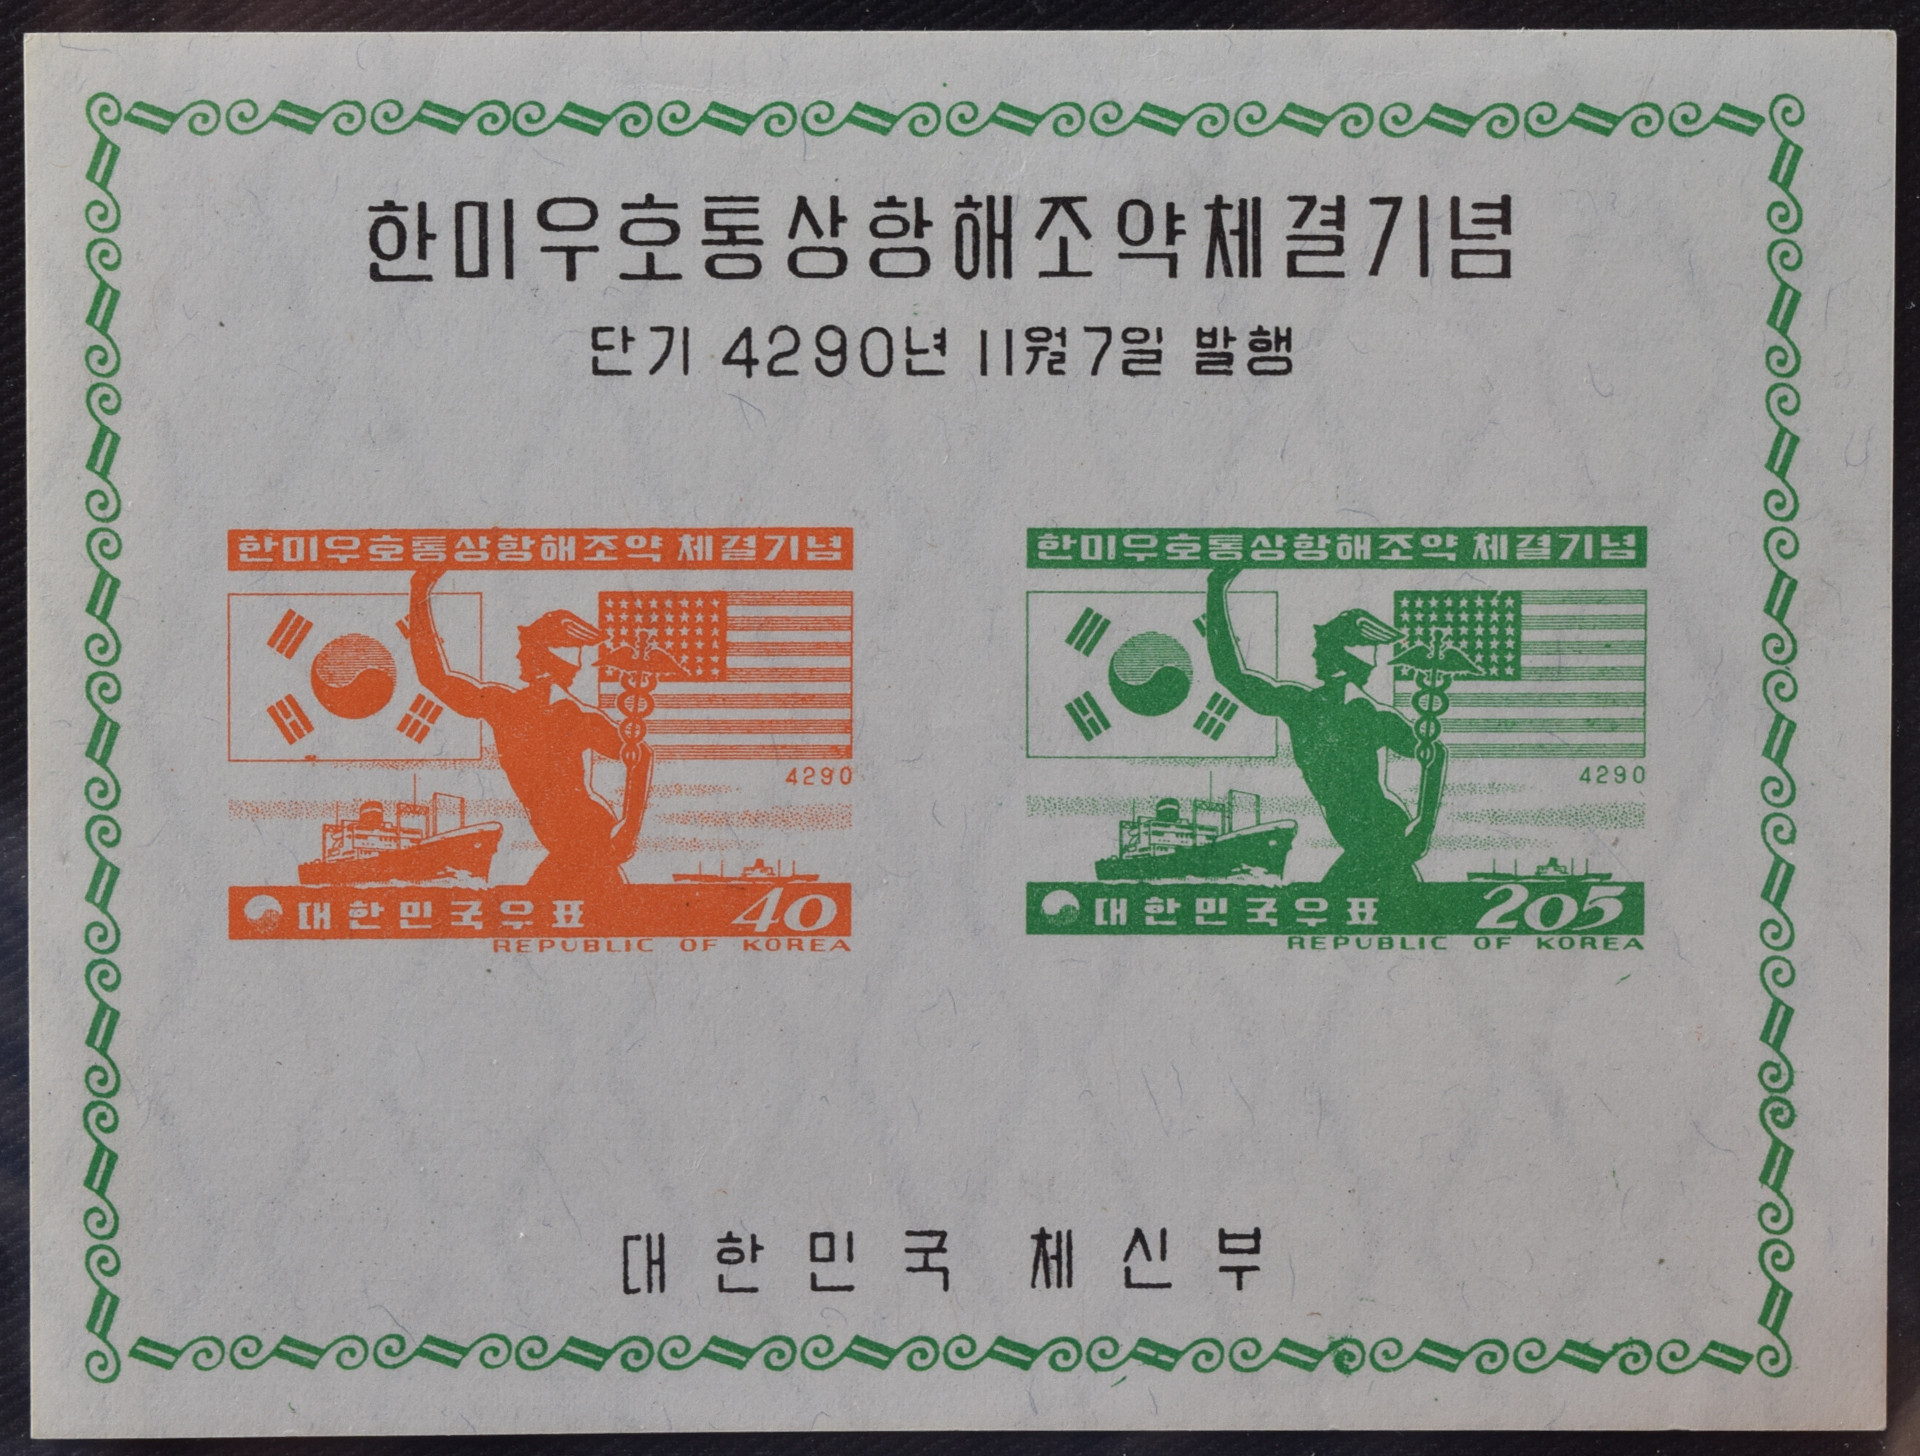 한미우호통상항해조약체결기념
단기 4290년 11월 7일 발행
한미우호통상항해조약 체결기념
4290
대한민국우표 40
REPUBLIC OF KOREA
한미우호통상항해조약 체결기념
4290
대한민국우표 205
REPUBLIC OF KOREA
대한민국 체신부